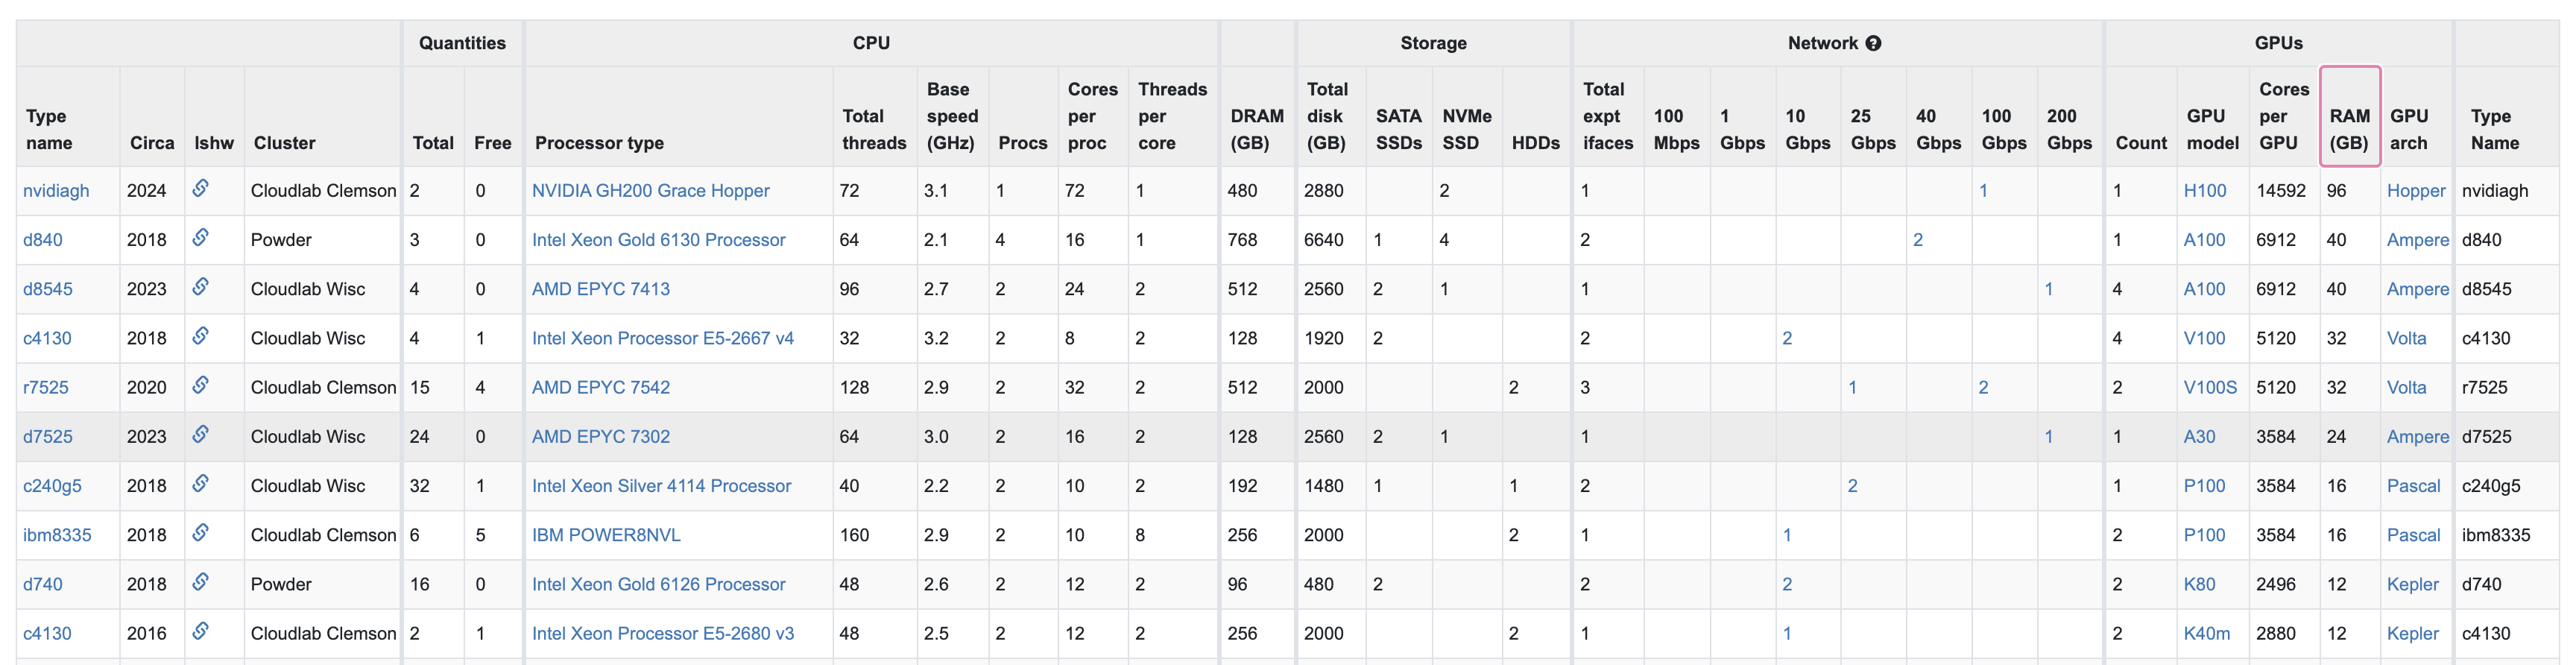 Quantities CPU Storage Network GPUs
Type name Circa lshw Cluster Total Free Processor type Total threads Base speed (GHz) Procs Cores per proc Threads per core DRAM (GB) Total disk (GB) SATA SSDs NVMe SSD HDDs Total expt ifaces 100 Mbps 1 Gbps 10 Gbps 25 Gbps 40 Gbps 100 Gbps 200 Gbps Count GPU model Cores per GPU RAM (GB) GPU arch Type Name
nvidiagh 2024 Cloudlab Clemson 2 0 NVIDIA GH200 Grace Hopper 72 3.1 1 72 1 480 2880 2 1 1 1 H100 14592 96 Hopper nvidiagh
d840 2018 Powder 3 0 Intel Xeon Gold 6130 Processor 64 2.1 4 16 1 768 6640 1 4 2 2 1 A100 6912 40 Ampere d840
d8545 2023 Cloudlab Wisc 4 0 AMD EPYC 7413 96 2.7 2 24 2 512 2560 2 1 1 1 4 A100 6912 40 Ampere d8545
c4130 2018 Cloudlab Wisc 4 1 Intel Xeon Processor E5-2667 v4 32 3.2 2 8 2 128 1920 2 2 2 4 V100 5120 32 Volta c4130
r7525 2020 Cloudlab Clemson 15 4 AMD EPYC 7542 128 2.9 2 32 2 512 2000 2 3 1 2 2 V100S 5120 32 Volta r7525
d7525 2023 Cloudlab Wisc 24 0 AMD EPYC 7302 64 3.0 2 16 2 128 2560 2 1 1 1 1 A30 3584 24 Ampere d7525
c240g5 2018 Cloudlab Wisc 32 1 Intel Xeon Silver 4114 Processor 40 2.2 2 10 2 192 1480 1 1 2 2 1 P100 3584 16 Pascal c240g5
ibm8335 2018 Cloudlab Clemson 6 5 IBM POWER8NVL 160 2.9 2 10 8 256 2000 2 1 1 2 P100 3584 16 Pascal ibm8335
d740 2018 Powder 16 0 Intel Xeon Gold 6126 Processor 48 2.6 2 12 2 96 480 2 2 2 2 K80 2496 12 Kepler d740
c4130 2016 Cloudlab Clemson 2 1 Intel Xeon Processor E5-2680 v3 48 2.5 2 12 2 256 2000 2 1 1 2 K40m 2880 12 Kepler c4130